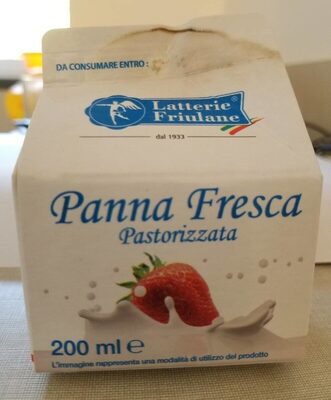 DA CONSUMARE ENTRO :
Latterie®
Friulane
dal 1933
Panna Fresca
Pastorizzata
200 ml ℮
L'immagine rappresenta una modalità di utilizzo del prodotto